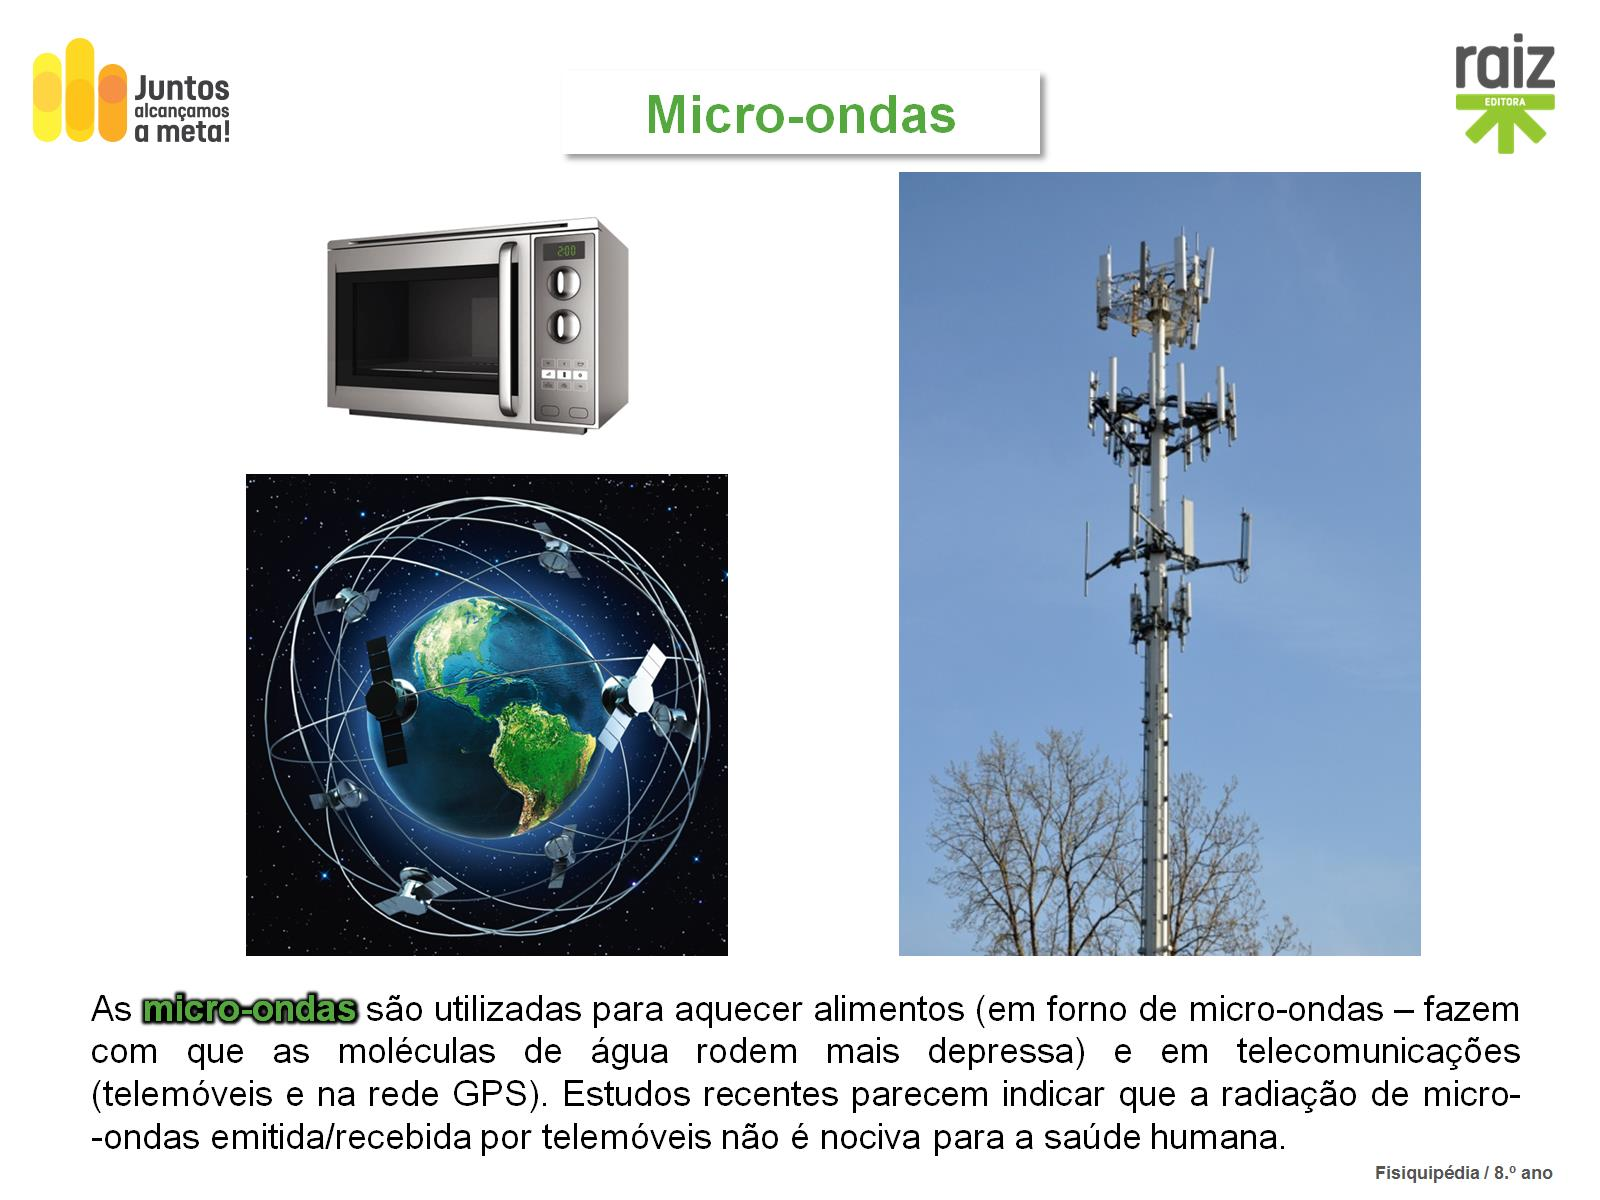 Juntos
alcançamos
a meta!
Micro-ondas
raiz
EDITORA
2:00
As micro-ondas são utilizadas para aquecer alimentos (em forno de micro-ondas – fazem
com que as moléculas de água rodem mais depressa) e em telecomunicações
(telemóveis e na rede GPS). Estudos recentes parecem indicar que a radiação de micro-
-ondas emitida/recebida por telemóveis não é nociva para a saúde humana.
Fisiquipédia / 8.º ano